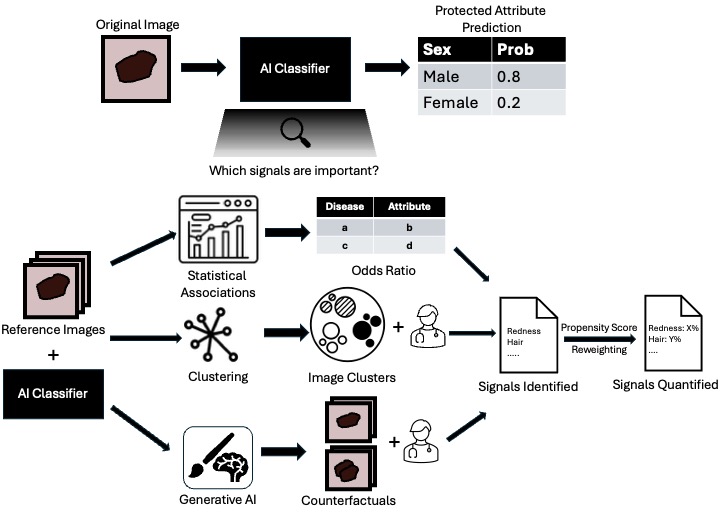 Original Image
Protected Attribute
Prediction
AI Classifier
Sex Prob
Male 0.8
Female 0.2
Which signals are important?
Statistical
Associations
Disease Attribute
a b
c d
Odds Ratio
Reference Images
+
AI Classifier
Clustering
Image Clusters
+
Generative AI
Counterfactuals
+
Redness
Hair
.....
Signals Identified
Propensity Score
Reweighting
Redness: X%
Hair: Y%
....
Signals Quantified